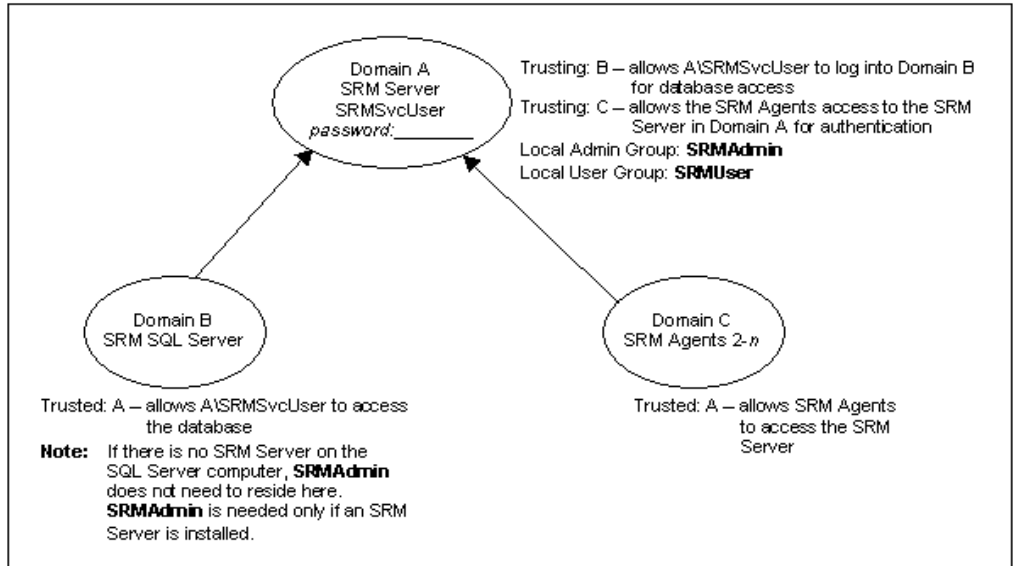 Domain A
SRM Server
SRMSvcUser
password:________
Trusting: B – allows A\SRMSvcUser to log into Domain B
for database access
Trusting: C – allows the SRM Agents access to the SRM
Server in Domain A for authentication
Local Admin Group: SRMAdmin
Local User Group: SRMUser
Domain B
SRM SQL Server
Domain C
SRM Agents 2-n
Trusted: A – allows A\SRMSvcUser to access
the database
Note: If there is no SRM Server on the
SQL Server computer, SRMAdmin
does not need to reside here.
SRMAdmin is needed only if an SRM
Server is installed.
Trusted: A – allows SRM Agents
to access the SRM
Server